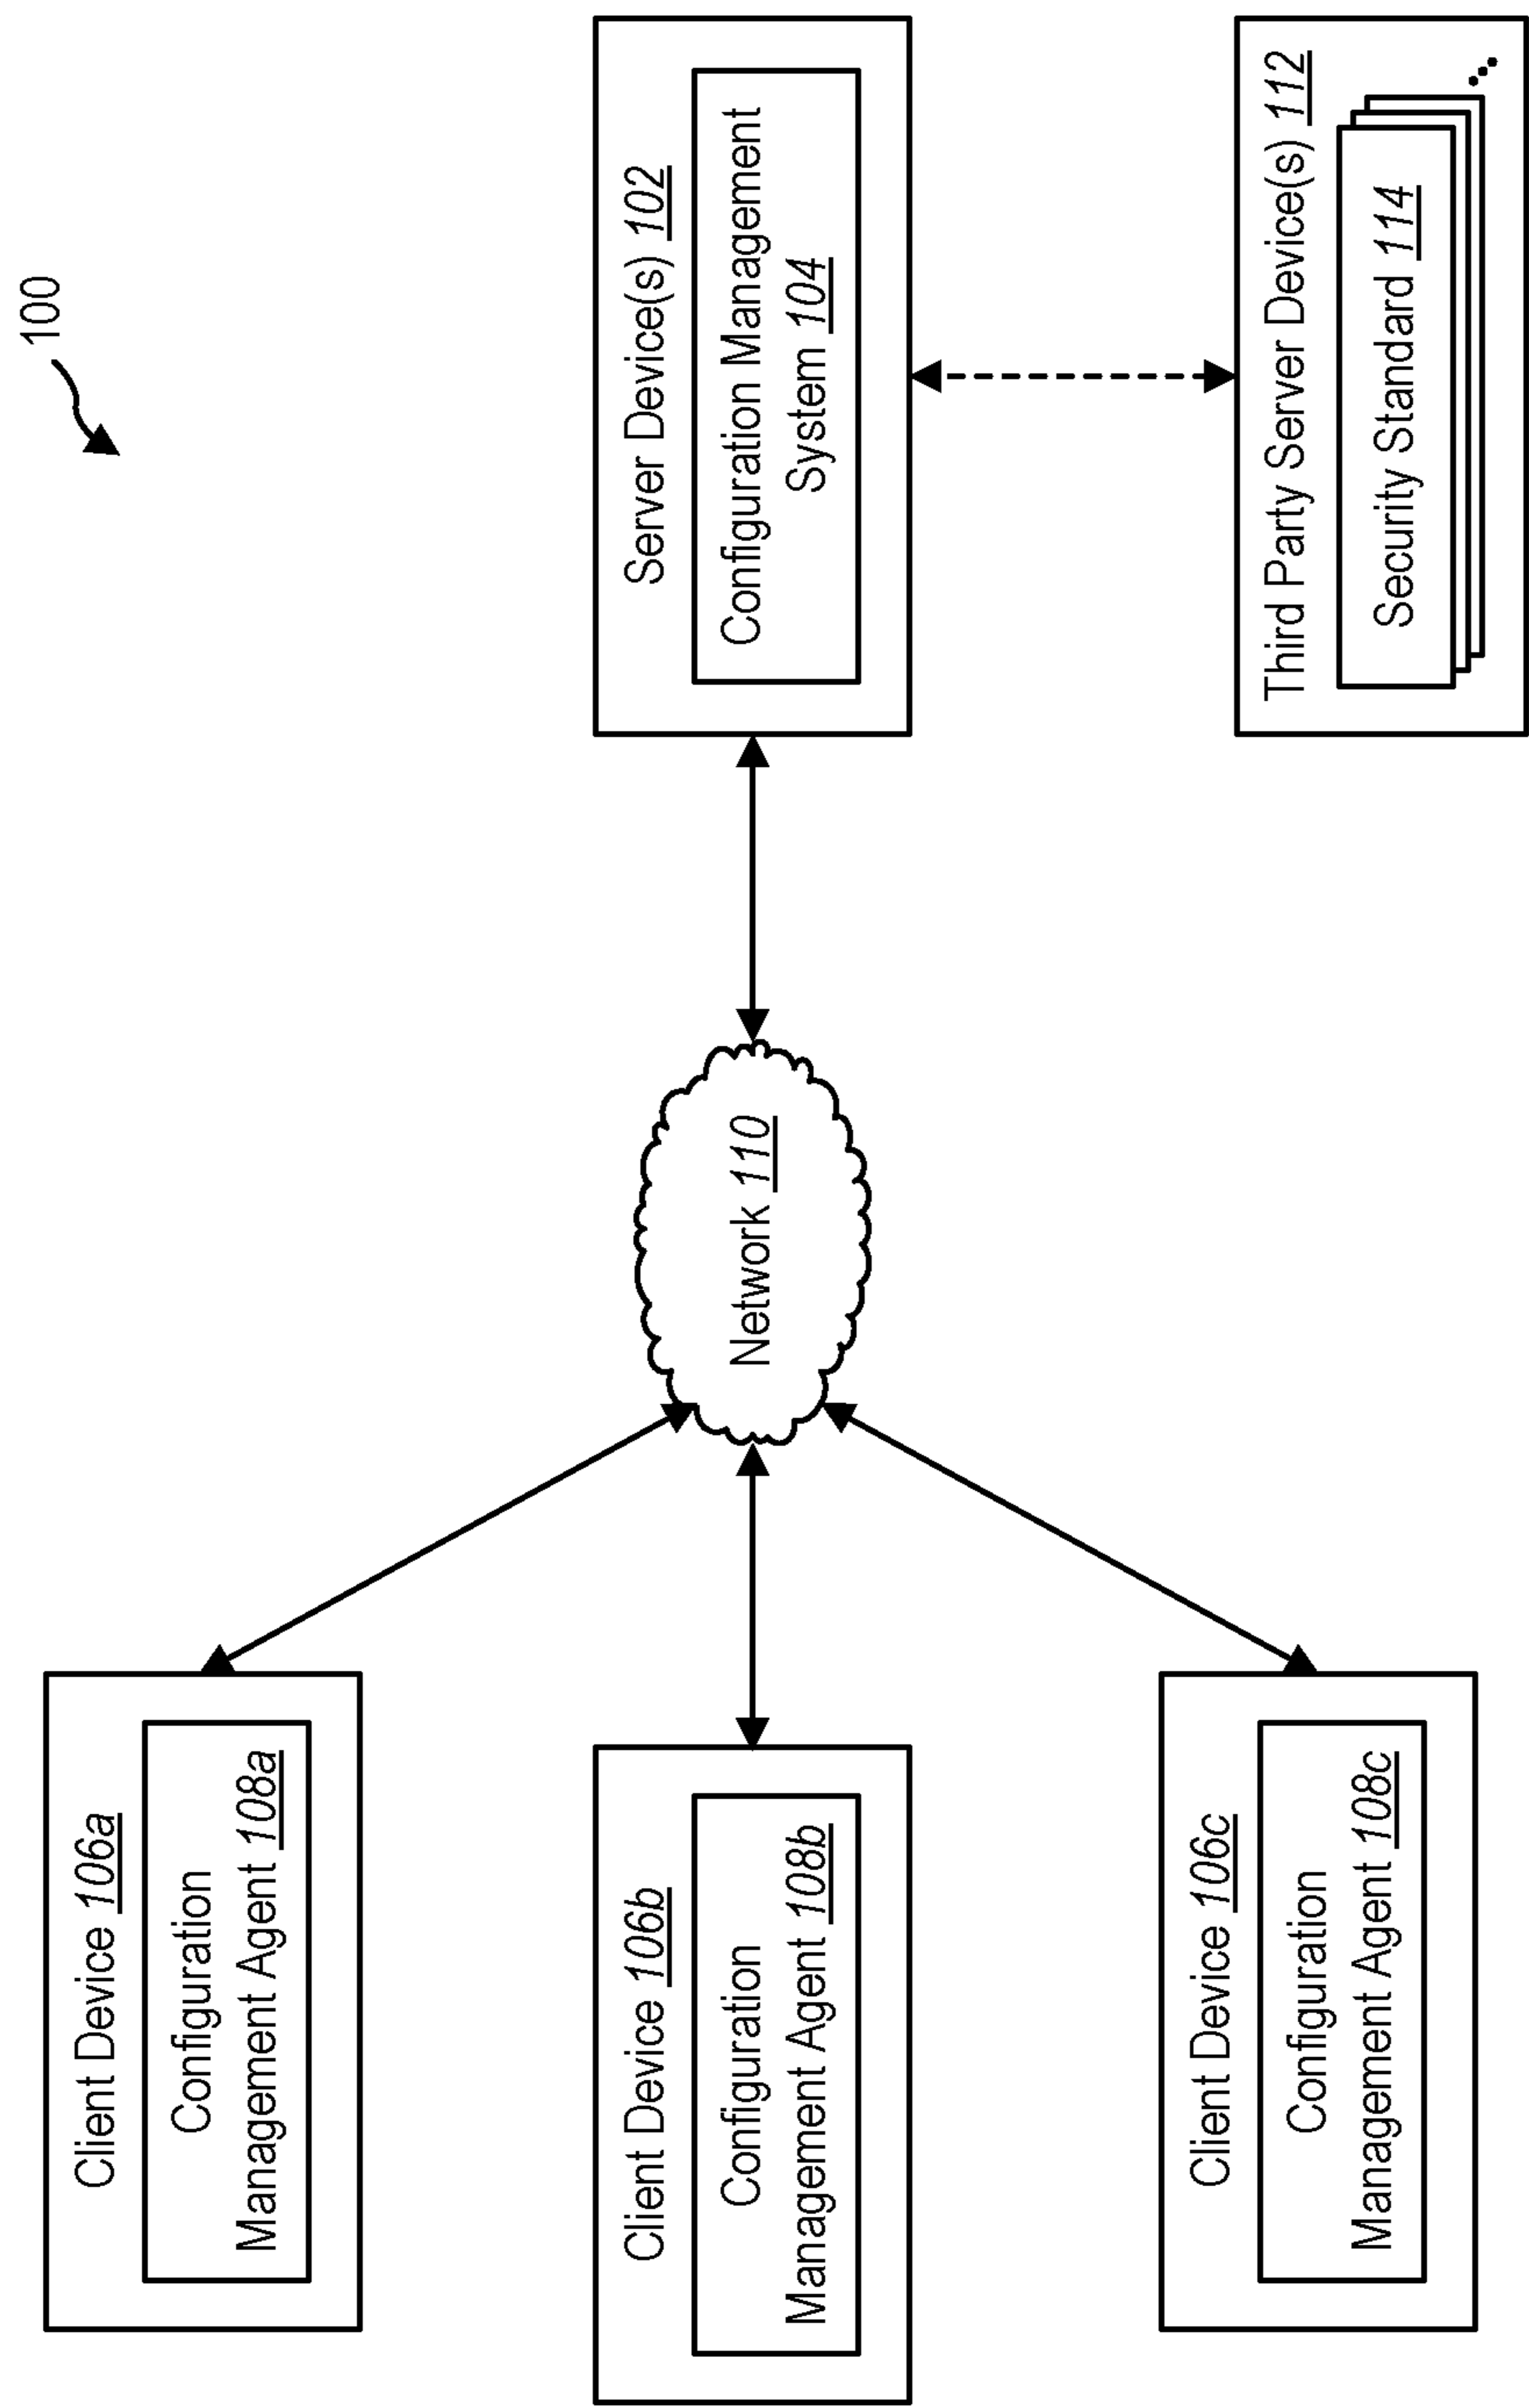 100
Client Device 106a
Configuration
Management Agent 108a
Client Device 106b
Configuration
Management Agent 108b
Client Device 106c
Configuration
Management Agent 108c
Network 110
Server Device(s) 102
Configuration Management
System 104
Third Party Server Device(s) 112
Security Standard 114